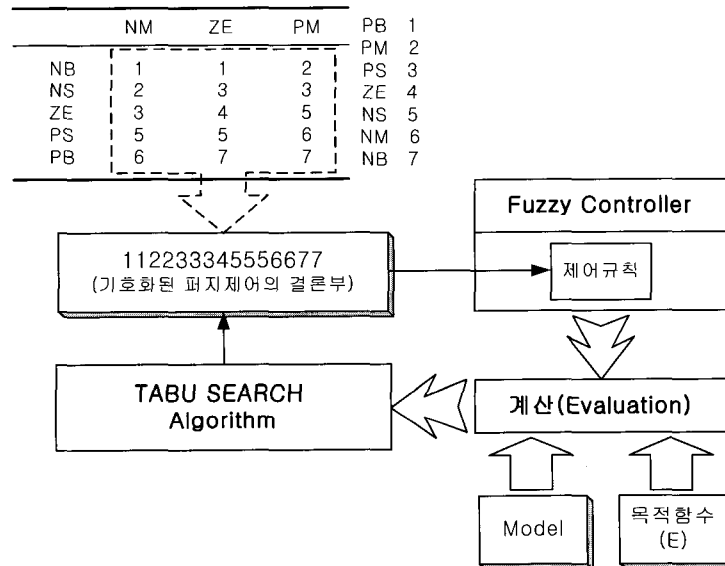 NM ZE PM
NB 1 1 2
NS 2 3 3
ZE 3 4 5
PS 5 5 6
PB 6 7 7
PB 1
PM 2
PS 3
ZE 4
NS 5
NM 6
NB 7
112233345556677
(기호화된 퍼지제어의 결론부)
Fuzzy Controller
제어규칙
TABU SEARCH
Algorithm
계산(Evaluation)
Model
목적함수
(E)